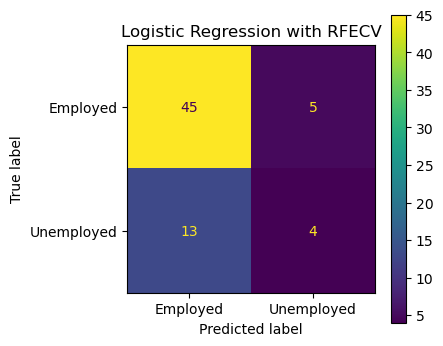 Logistic Regression with RFECV
True label
Employed
45
5
Unemployed
13
4
Employed
Unemployed
Predicted label
45
40
35
30
25
20
15
10
5